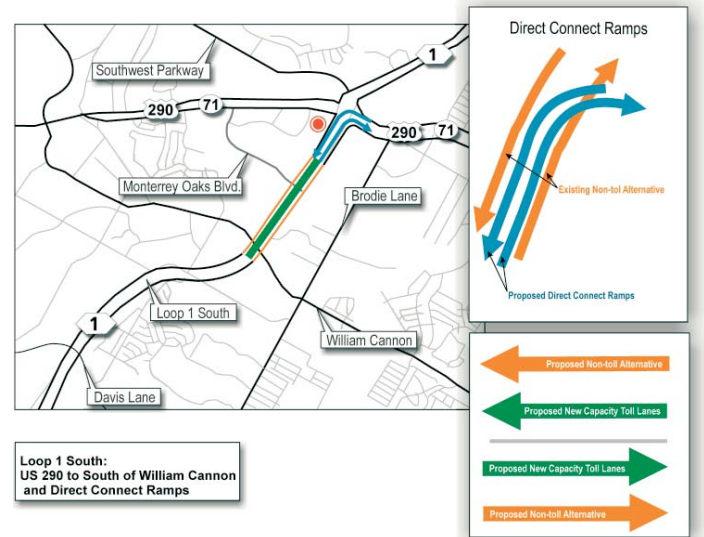 Direct Connect Ramps
1
Southwest Parkway
290
71
290
71
Monterrey Oaks Blvd.
Brodie Lane
Existing Non-tol Alternative
Proposed Direct Connect Ramps
Loop 1 South
1
William Cannon
Davis Lane
Proposed Non-toll Alternative
Proposed New Capacity Toll Lanes
Proposed New Capacity Toll Lanes
Proposed Non-toll Alternative
Loop 1 South:
US 290 to South of William Cannon
and Direct Connect Ramps